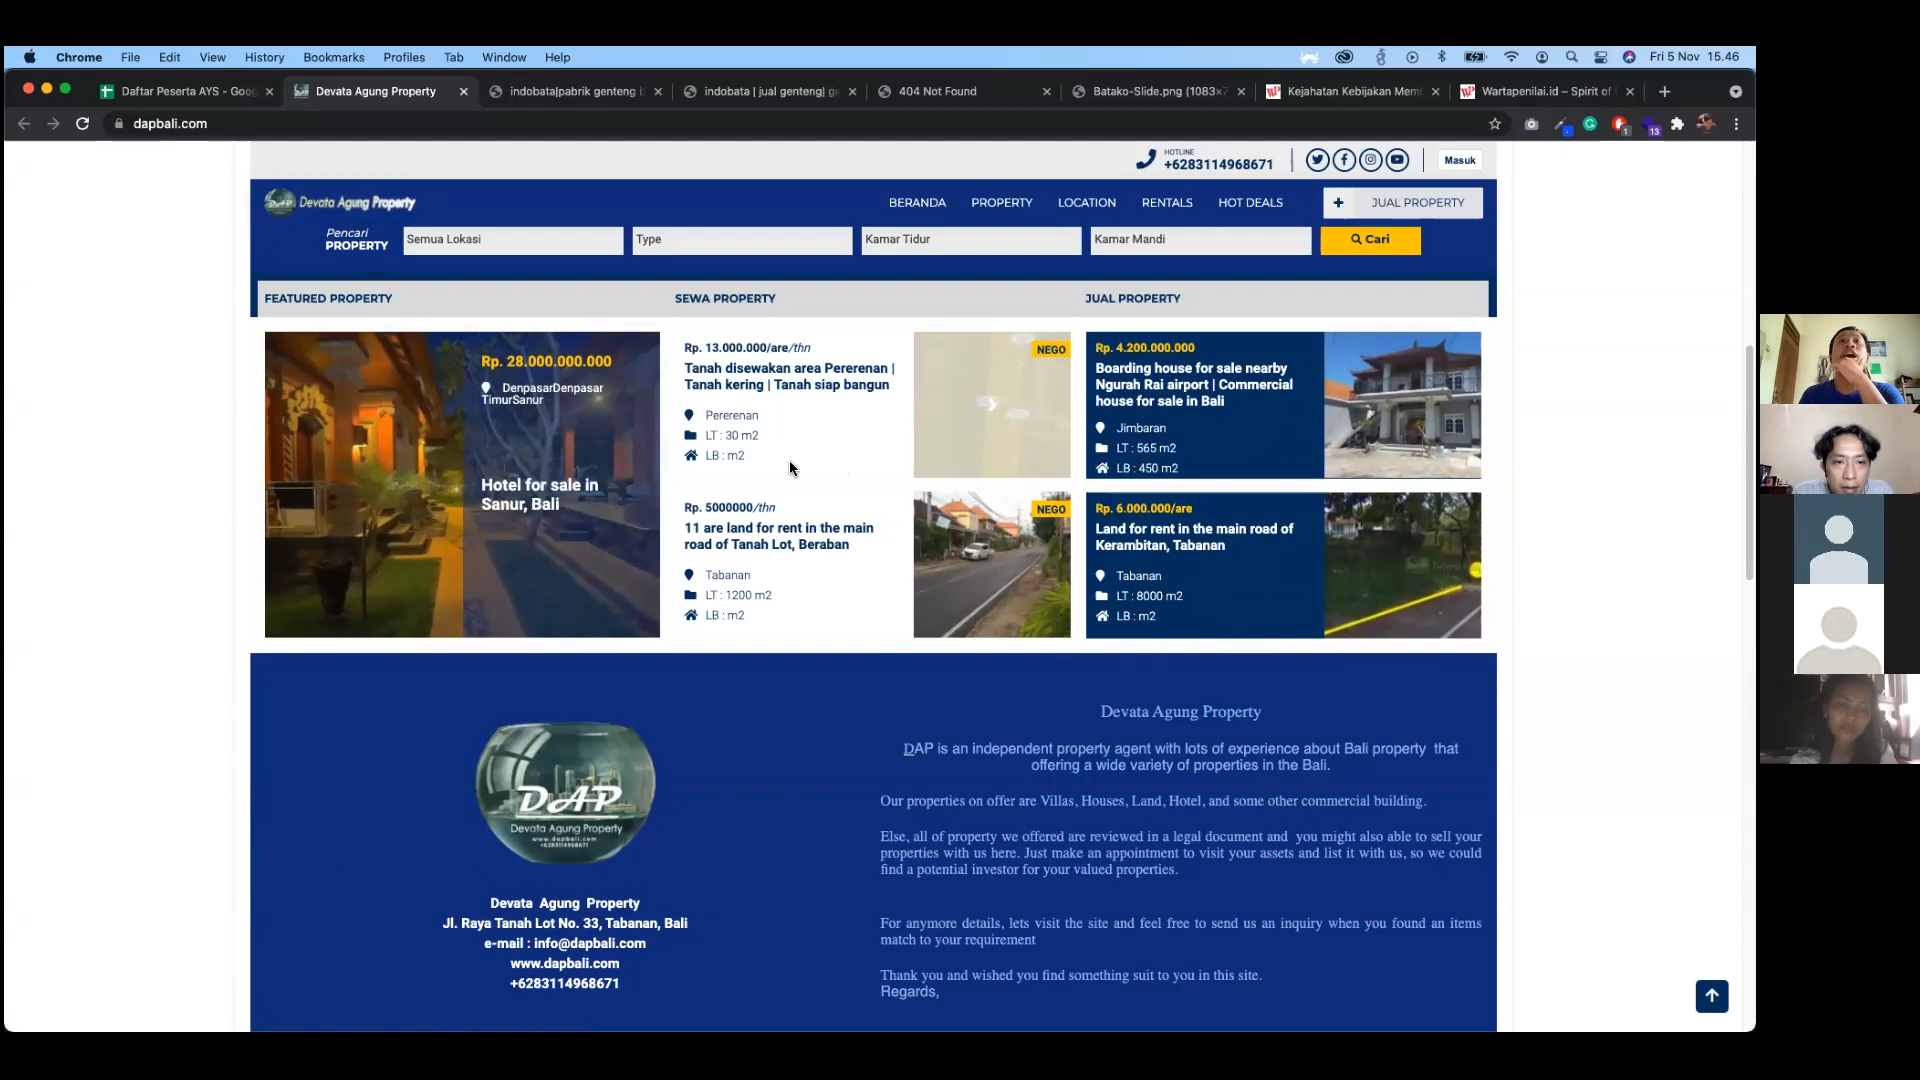 Chrome File Edit View History Bookmarks Profiles Tab Window Help
Fri 5 Nov 15.46
Daftar Peserta AYS - Goog
Devata Agung Property
indobata|pabrik genteng b
indobata | jual genteng| ge
404 Not Found
Batako-Slide.png (1083×7
Kejahatan Kebijakan Mem
Wartapenilai.id – Spirit of
dapbali.com
1
13
HOTLINE
+6283114968671
Masuk
DAP Devata Agung Property
BERANDA PROPERTY LOCATION RENTALS HOT DEALS
+ JUAL PROPERTY
Pencari
PROPERTY
Semua Lokasi
Type
Kamar Tidur
Kamar Mandi
Cari
FEATURED PROPERTY
SEWA PROPERTY
JUAL PROPERTY
Rp. 28.000.000.000
DenpasarDenpasar
TimurSanur
Hotel for sale in
Sanur, Bali
Rp. 13.000.000/are/thn
Tanah disewakan area Pererenan |
Tanah kering | Tanah siap bangun
Pererenan
LT : 30 m2
LB : m2
NEGO
Rp. 5000000/thn
11 are land for rent in the main
road of Tanah Lot, Beraban
Tabanan
LT : 1200 m2
LB : m2
NEGO
Rp. 4.200.000.000
Boarding house for sale nearby
Ngurah Rai airport | Commercial
house for sale in Bali
Jimbaran
LT : 565 m2
LB : 450 m2
Rp. 6.000.000/are
Land for rent in the main road of
Kerambitan, Tabanan
Tabanan
LT : 8000 m2
LB : m2
DAP
Devata Agung Property
www.dapbali.com
+6283114968671
Devata Agung Property
Jl. Raya Tanah Lot No. 33, Tabanan, Bali
e-mail : info@dapbali.com
www.dapbali.com
+6283114968671
Devata Agung Property
DAP is an independent property agent with lots of experience about Bali property that
offering a wide variety of properties in the Bali.
Our properties on offer are Villas, Houses, Land, Hotel, and some other commercial building.
Else, all of property we offered are reviewed in a legal document and you might also able to sell your
properties with us here. Just make an appointment to visit your assets and list it with us, so we could
find a potential investor for your valued properties.
For anymore details, lets visit the site and feel free to send us an inquiry when you found an items
match to your requirement
Thank you and wished you find something suit to you in this site.
Regards,